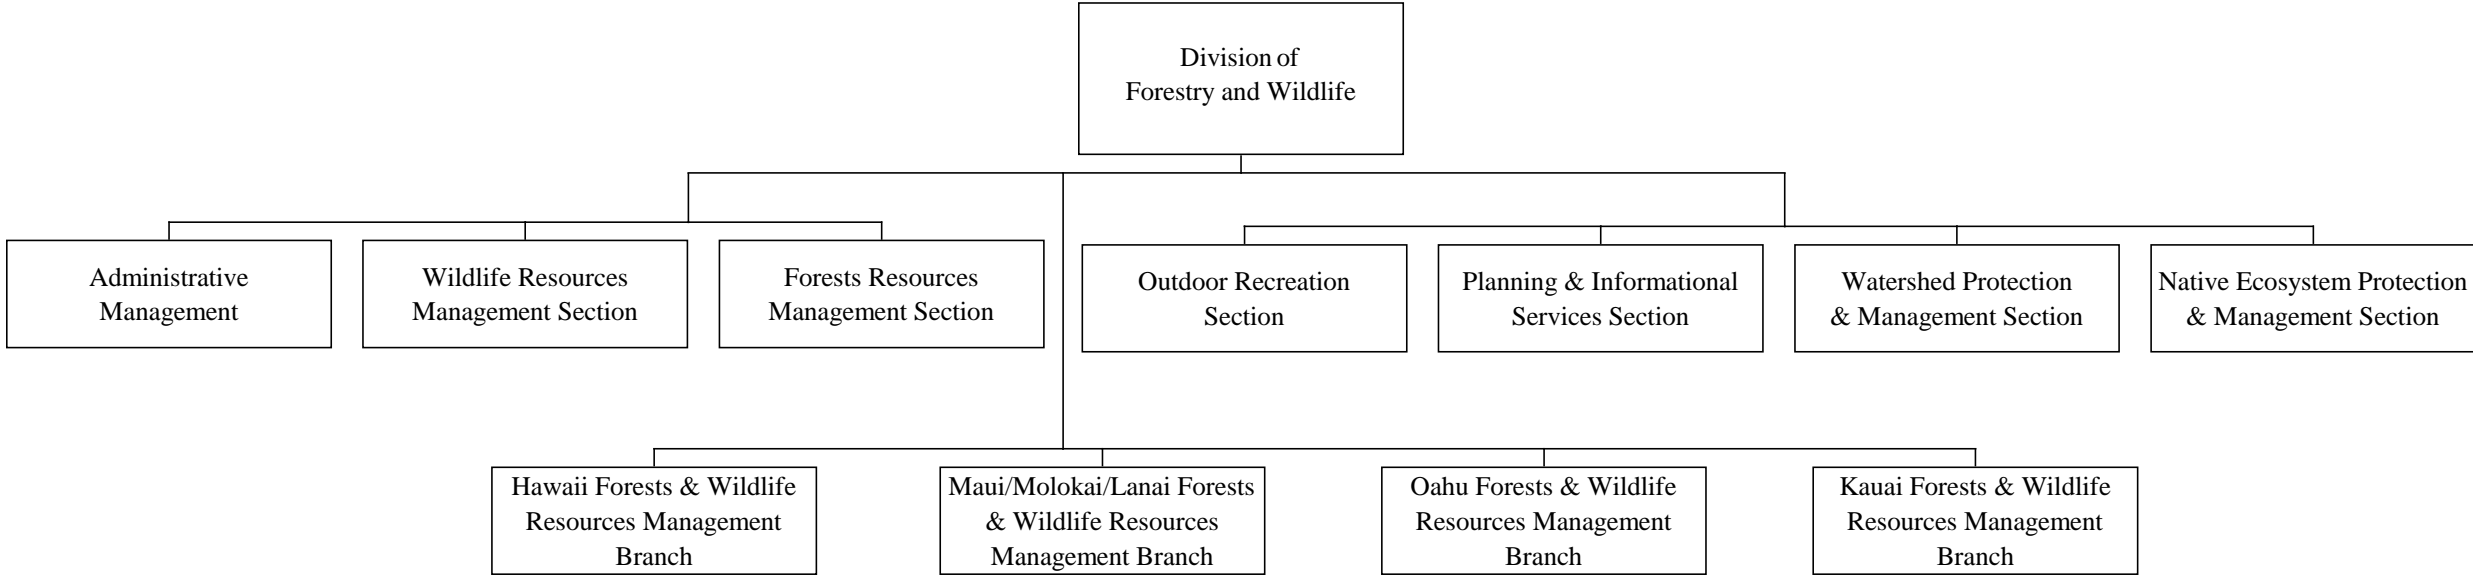 Division of
Forestry and Wildlife
Administrative
Management
Wildlife Resources
Management Section
Forests Resources
Management Section
Outdoor Recreation
Section
Planning & Informational
Services Section
Watershed Protection
& Management Section
Native Ecosystem Protection
& Management Section
Hawaii Forests & Wildlife
Resources Management
Branch
Maui/Molokai/Lanai Forests
& Wildlife Resources
Management Branch
Oahu Forests & Wildlife
Resources Management
Branch
Kauai Forests & Wildlife
Resources Management
Branch